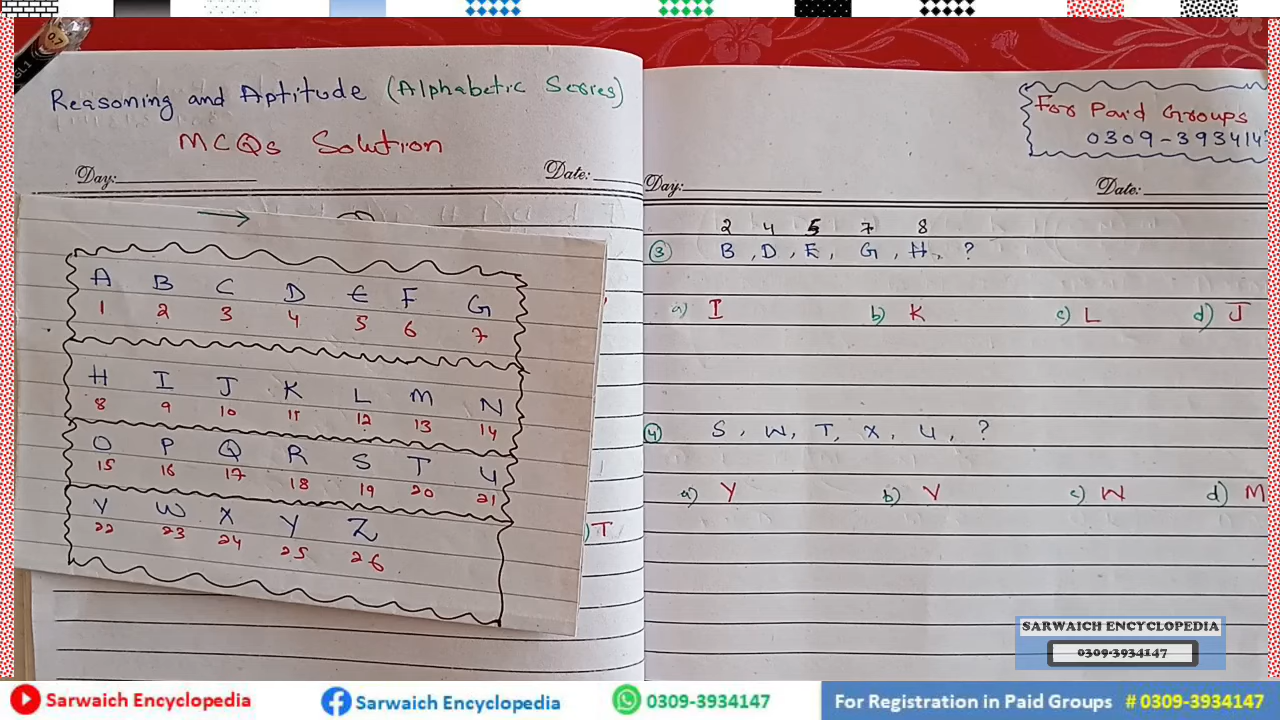 Reasoning and Aptitude (Alphabetic Series)
MCQs Solution
Day:
Date:
A B C D E F G
1 2 3 4 5 6 7
H I J K L M N
8 9 10 11 12 13 14
O P Q R S T U
15 16 17 18 19 20 21
V W X Y Z
22 23 24 25 26
) T
For Paid Groups
0309-393414
Day:
Date:
2 4 5 7 8
3 B, D, E, G, H, ?
a) I b) K c) L d) J
4 S, W, T, X, U, ?
a) Y b) V c) W d) M
SARWAICH ENCYCLOPEDIA
0309-3934147
Sarwaich Encyclopedia
Sarwaich Encyclopedia
0309-3934147
For Registration in Paid Groups # 0309-3934147